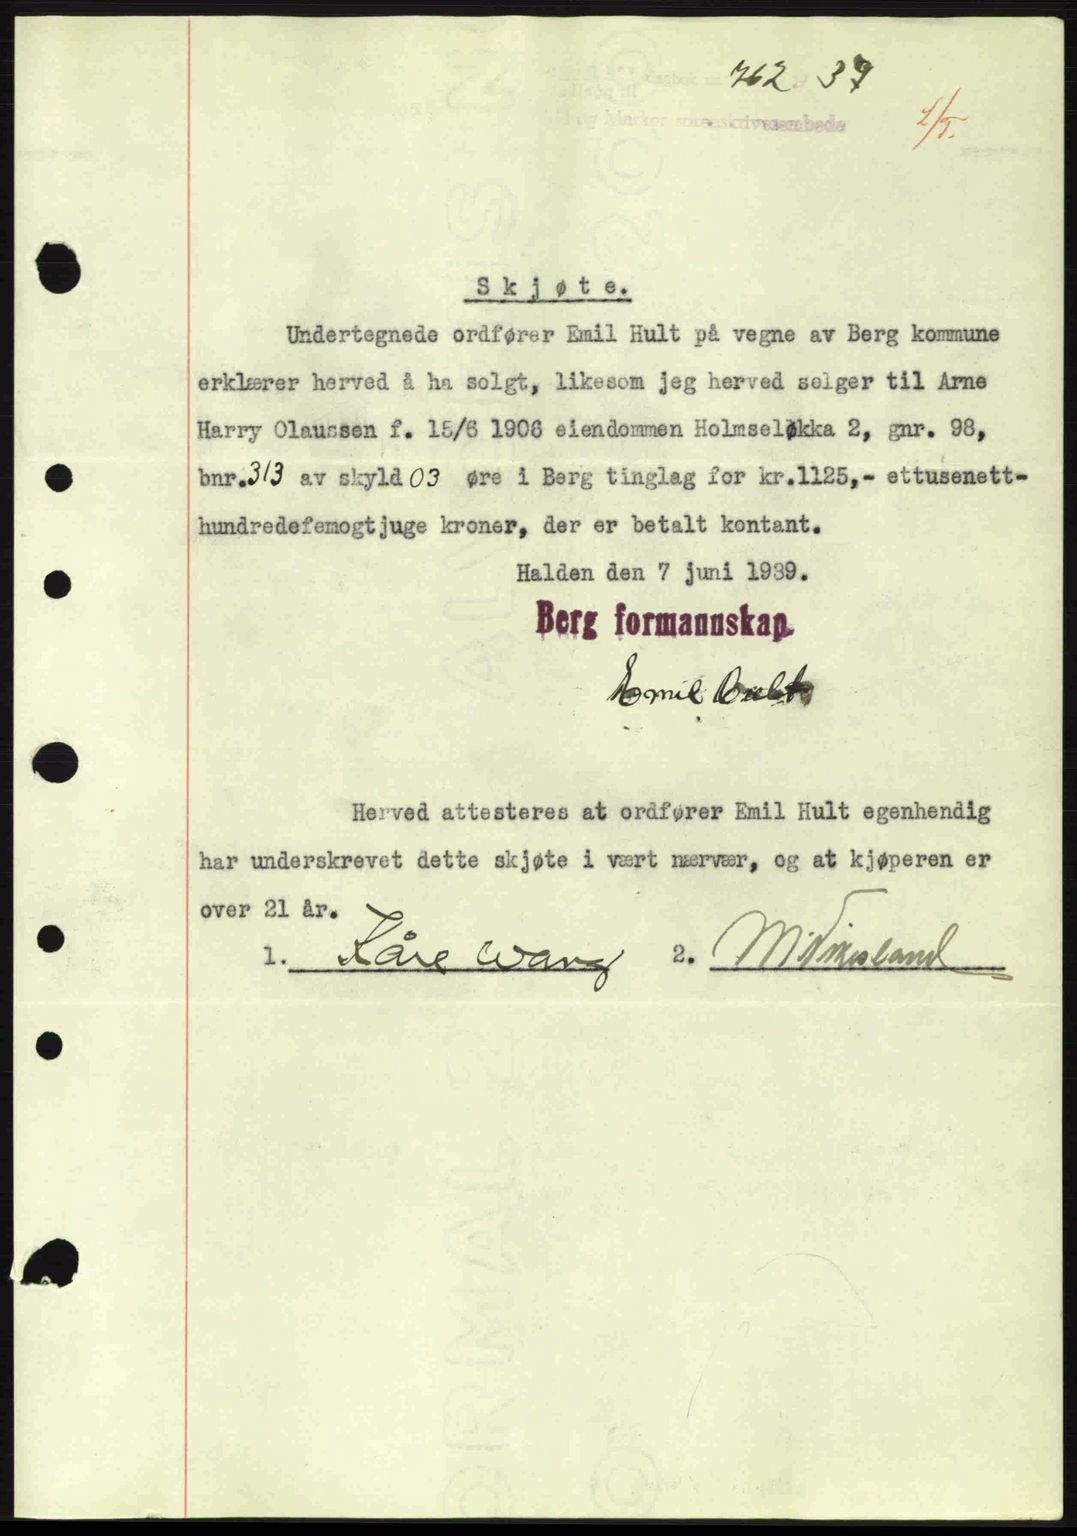 762 39
og Marker sorenskriverembede
S k j ø t e.
Undertegnede ordfører Emil Hult på vegne av Berg kommune
erklærer herved å ha solgt, likesom jeg herved selger til Arne
Harry Olaussen f. 15/6 1906 eiendommen Holmseløkka 2, gnr. 98,
bnr.313 av skyld 03 øre i Berg tinglag for kr.1125,- ettusenett-
hundredefemogtjuge kroner, der er betalt kontant.
Halden den 7 juni 1939.
Berg formannskap.
Emil Hult
Herved attesteres at ordfører Emil Hult egenhendig
har underskrevet dette skjøte i vært nærvær, og at kjøperen er
over 21 år.
1. Kåre Wang 2.